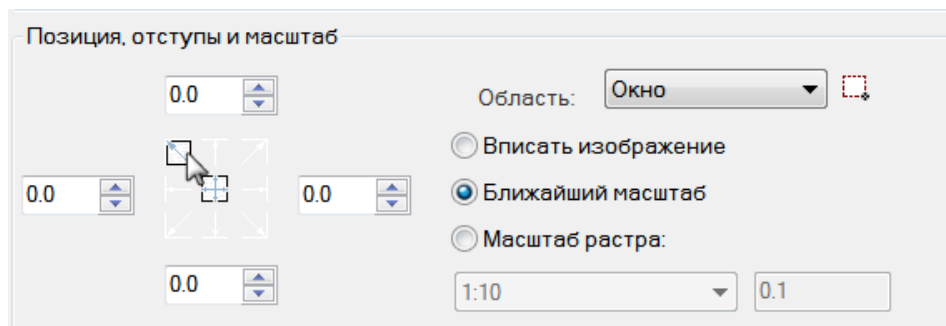 Позиция, отступы и масштаб
0.0
Область: Окно
Вписать изображение
0.0 0.0 Ближайший масштаб
Масштаб растра:
0.0
1:10 0.1